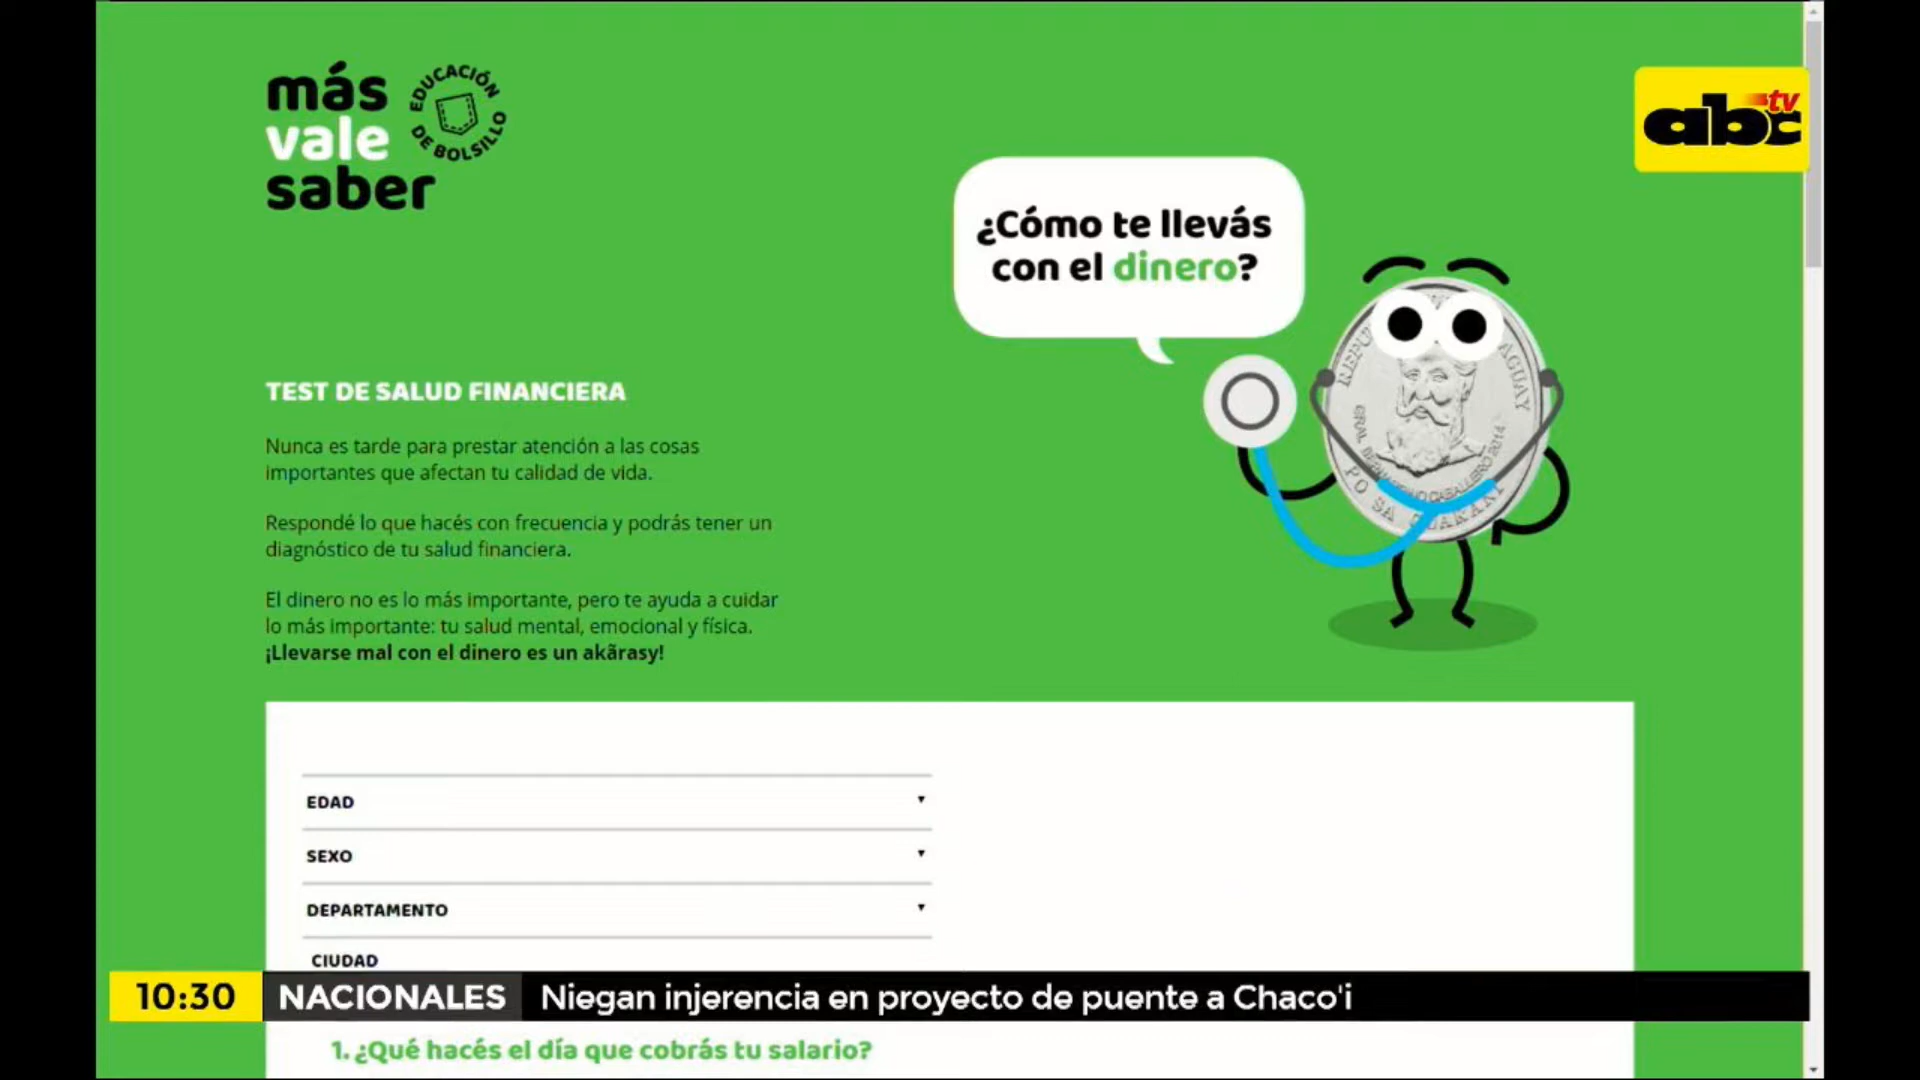 más
vale
saber
EDUCACIÓN
DE BOLSILLO
abc tv
¿Cómo te llevás
con el dinero?
GRAL BERNARDINO CABALLERO 2014
TEST DE SALUD FINANCIERA
Nunca es tarde para prestar atención a las cosas
importantes que afectan tu calidad de vida.
Respondé lo que hacés con frecuencia y podrás tener un
diagnóstico de tu salud financiera.
El dinero no es lo más importante, pero te ayuda a cuidar
lo más importante: tu salud mental, emocional y física.
¡Llevarse mal con el dinero es un akãrasy!
EDAD
SEXO
DEPARTAMENTO
CIUDAD
10:30 NACIONALES Niegan injerencia en proyecto de puente a Chaco'i
1. ¿Qué hacés el día que cobrás tu salario?